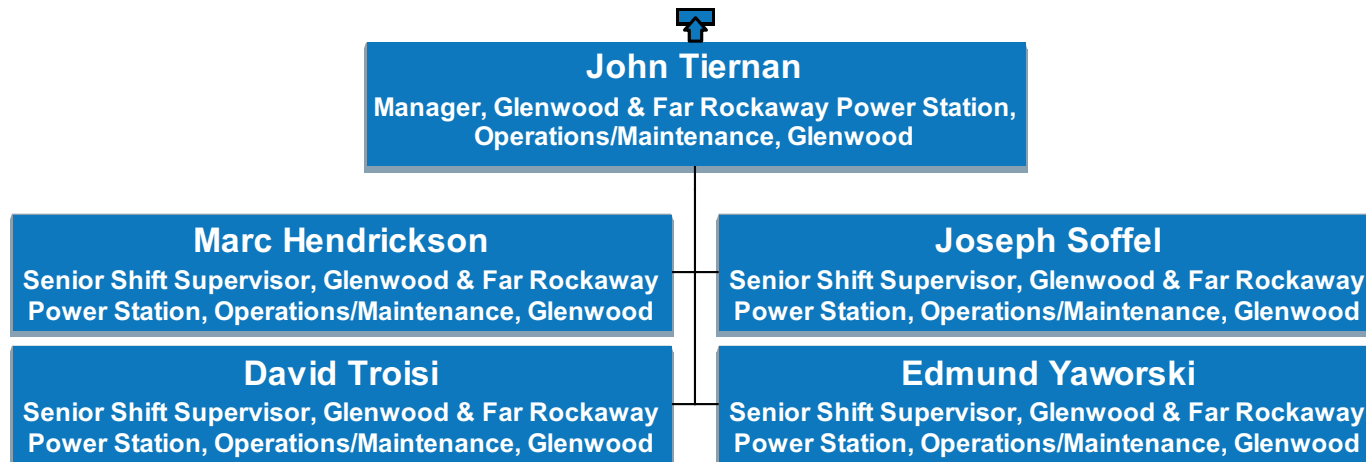 John Tiernan
Manager, Glenwood & Far Rockaway Power Station,
Operations/Maintenance, Glenwood
Marc Hendrickson
Senior Shift Supervisor, Glenwood & Far Rockaway
Power Station, Operations/Maintenance, Glenwood
Joseph Soffel
Senior Shift Supervisor, Glenwood & Far Rockaway
Power Station, Operations/Maintenance, Glenwood
David Troisi
Senior Shift Supervisor, Glenwood & Far Rockaway
Power Station, Operations/Maintenance, Glenwood
Edmund Yaworski
Senior Shift Supervisor, Glenwood & Far Rockaway
Power Station, Operations/Maintenance, Glenwood